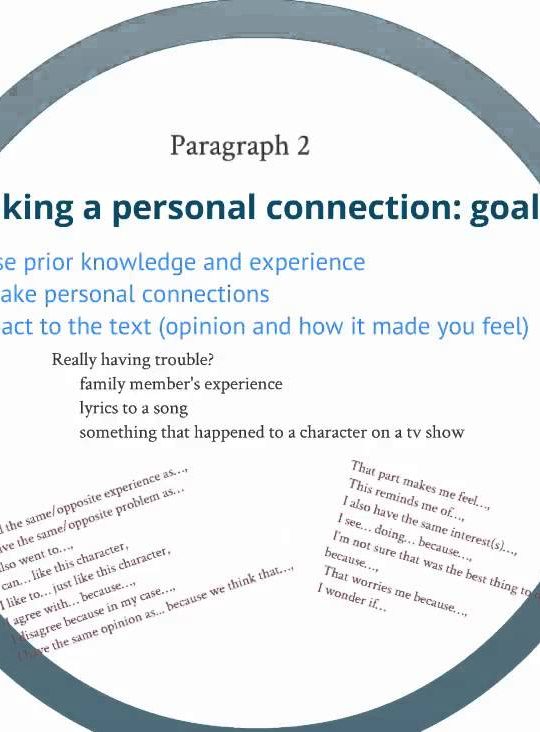 Paragraph 2
king a personal connection: goal
se prior knowledge and experience
ake personal connections
act to the text (opinion and how it made you feel)
Really having trouble?
family member's experience
lyrics to a song
something that happened to a character on a tv show
the same/opposite experience as...,
ve the same/opposite problem as...
lso went to...,
can... like this character,
I like to... just like this character,
agree with... because...,
disagree because in my case...,
the same opinion as... because we think that...,
That part makes me feel...,
This reminds me of...,
I also have the same interest(s)...,
I see... doing... because...,
I'm not sure that was the best thing to
because...,
That worries me because...,
I wonder if...